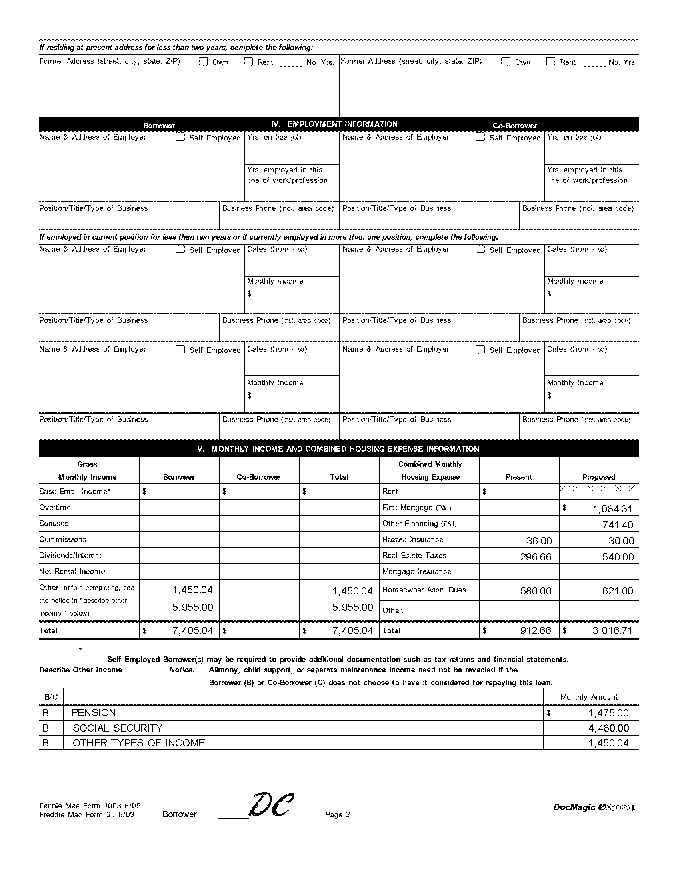 If residing at present address for less than two years, complete the following:
Former Address (street, city, state, ZIP) Own Rent No. Yrs. Former Address (street, city, state, ZIP) Own Rent No. Yrs.
Borrower IV. EMPLOYMENT INFORMATION Co-Borrower
Name & Address of Employer Self Employed Yrs. on this job Name & Address of Employer Self Employed Yrs. on this job
Yrs. employed in this Yrs. employed in this
line of work/profession line of work/profession
Position/Title/Type of Business Business Phone (incl. area code) Position/Title/Type of Business Business Phone (incl. area code)
If employed in current position for less than two years or if currently employed in more than one position, complete the following:
Name & Address of Employer Self Employed Dates (from - to) Name & Address of Employer Self Employed Dates (from - to)
Monthly Income Monthly Income
$ $
Position/Title/Type of Business Business Phone (incl. area code) Position/Title/Type of Business Business Phone (incl. area code)
Name & Address of Employer Self Employed Dates (from - to) Name & Address of Employer Self Employed Dates (from - to)
Monthly Income Monthly Income
$ $
Position/Title/Type of Business Business Phone (incl. area code) Position/Title/Type of Business Business Phone (incl. area code)
V. MONTHLY INCOME AND COMBINED HOUSING EXPENSE INFORMATION
Gross Combined Monthly
Monthly Income Borrower Co-Borrower Total Housing Expense Present Proposed
Base Empl. Income* $ $ $ Rent $
Overtime First Mortgage (P&I) $ 1,084.31
Bonuses Other Financing (P&I) 741.40
Commissions Hazard Insurance 36.00 30.00
Dividends/Interest Real Estate Taxes 296.66 540.00
Net Rental Income Mortgage Insurance
Other (before completing, see 1,450.04 1,450.04 Homeowner Assn. Dues 580.00 621.00
the notice in "describe other 5,955.00 5,955.00 Other:
income," below)
Total $ 7,405.04 $ $ 7,405.04 Total $ 912.66 $ 3,016.71
* Self Employed Borrower(s) may be required to provide additional documentation such as tax returns and financial statements.
Describe Other Income Notice: Alimony, child support, or separate maintenance income need not be revealed if the
Borrower (B) or Co-Borrower (C) does not choose to have it considered for repaying this loan.
B/C Monthly Amount
B PENSION $ 1,475.00
B SOCIAL SECURITY 4,480.00
B OTHER TYPES OF INCOME 1,450.04
Fannie Mae Form 1003
Freddie Mac Form 65 Borrower DC Page 2
DocMagic